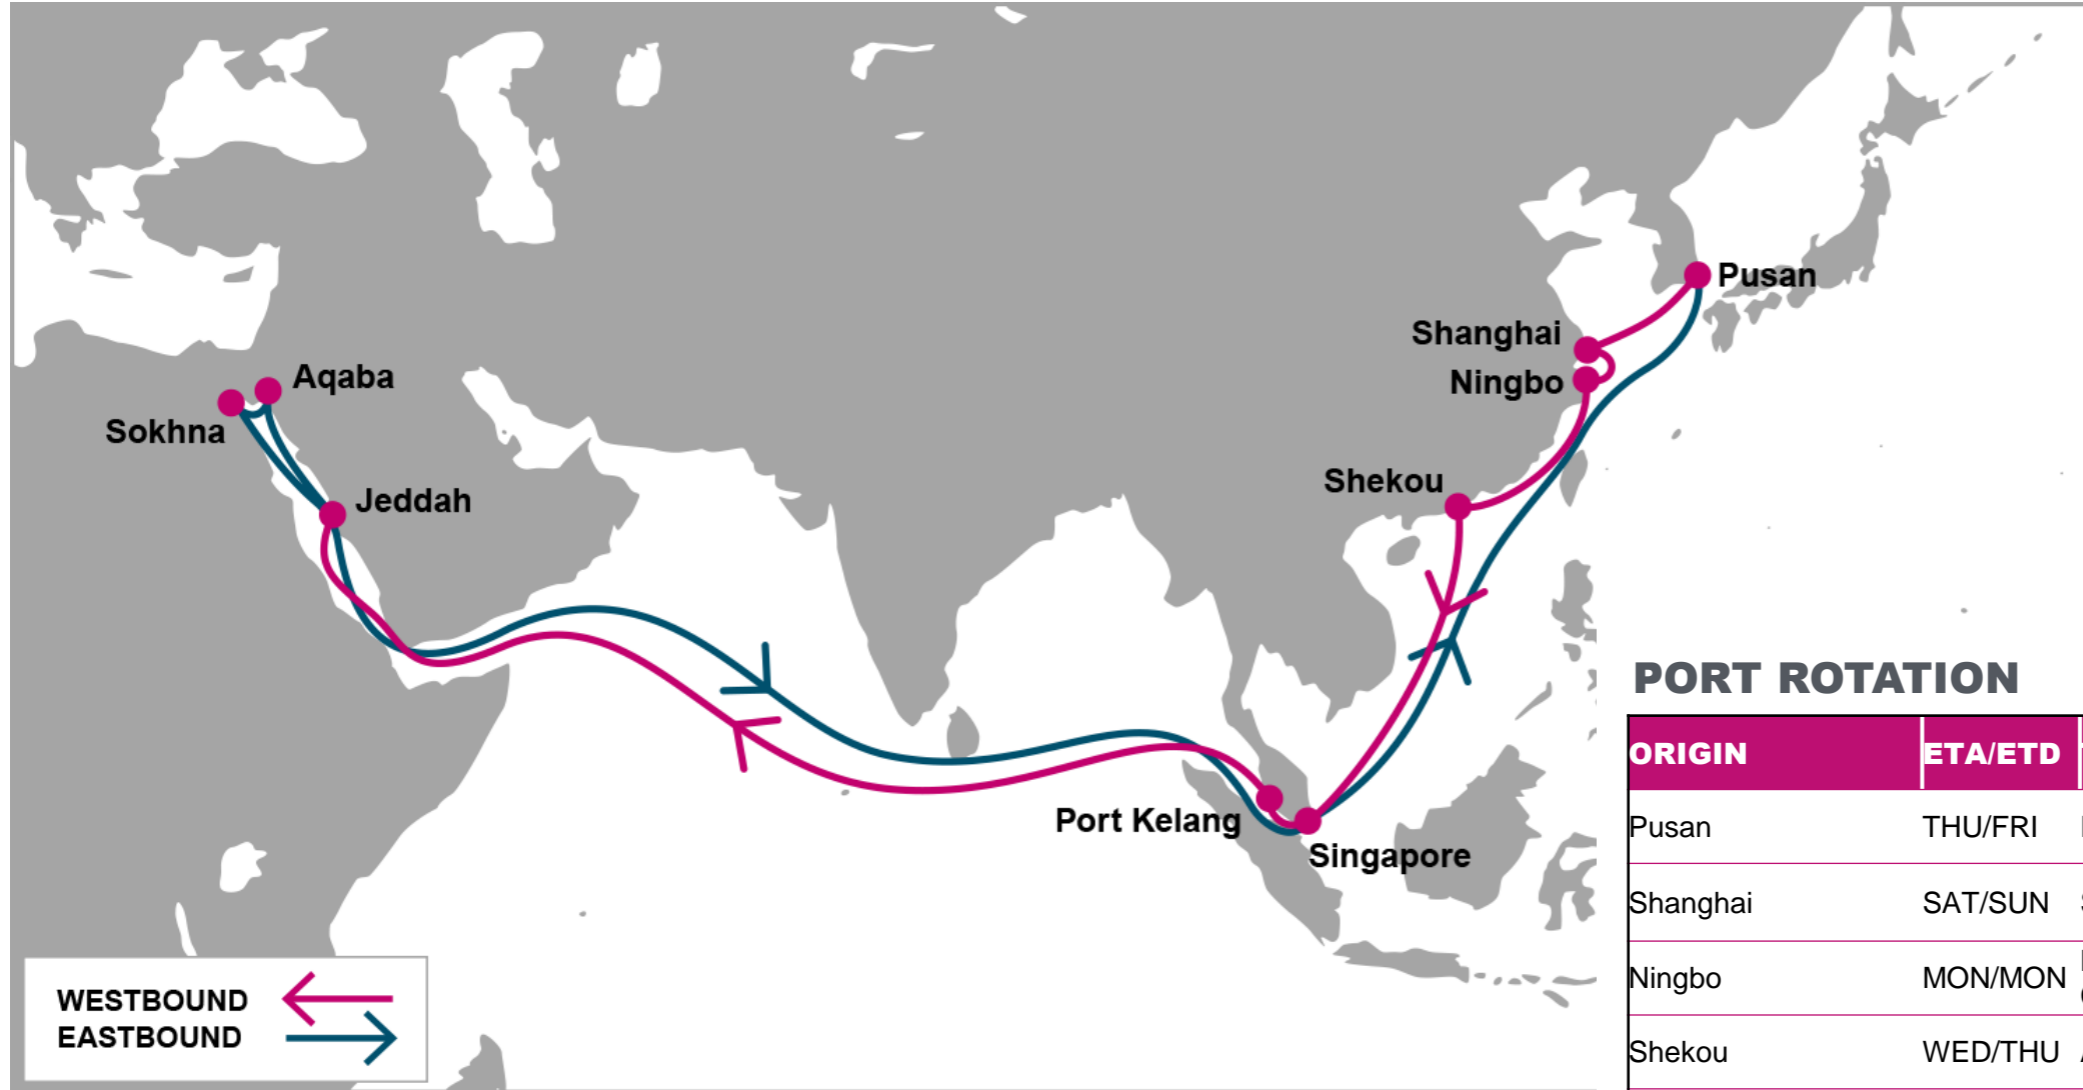 Pusan
Shanghai
Ningbo
Aqaba
Sokhna
Shekou
Jeddah
Port Kelang
Singapore
WESTBOUND
EASTBOUND
PORT ROTATION
ORIGIN ETA/ETD
Pusan THU/FRI
Shanghai SAT/SUN
Ningbo MON/MON
Shekou WED/THU